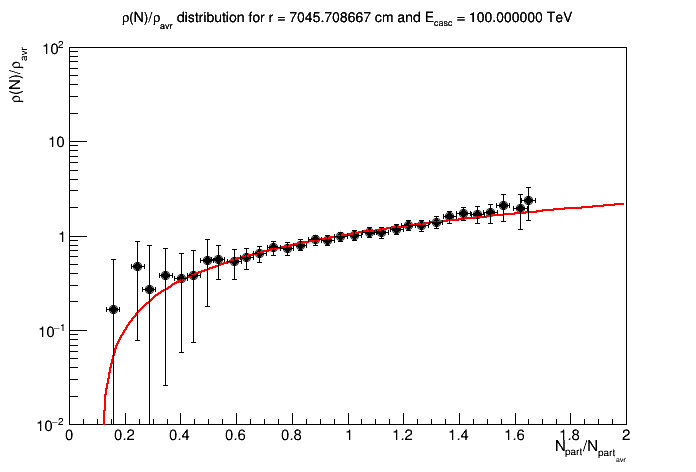 ρ(N)/ρavr distribution for r = 7045.708667 cm and Ecasc = 100.000000 TeV
ρ(N)/ρavr
10²
10
1
10⁻¹
10⁻²
0 0.2 0.4 0.6 0.8 1 1.2 1.4 1.6 1.8 2
Npart/Npartavr